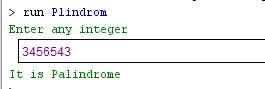 > run Plindrom
Enter any integer
3456543
It is Palindrome